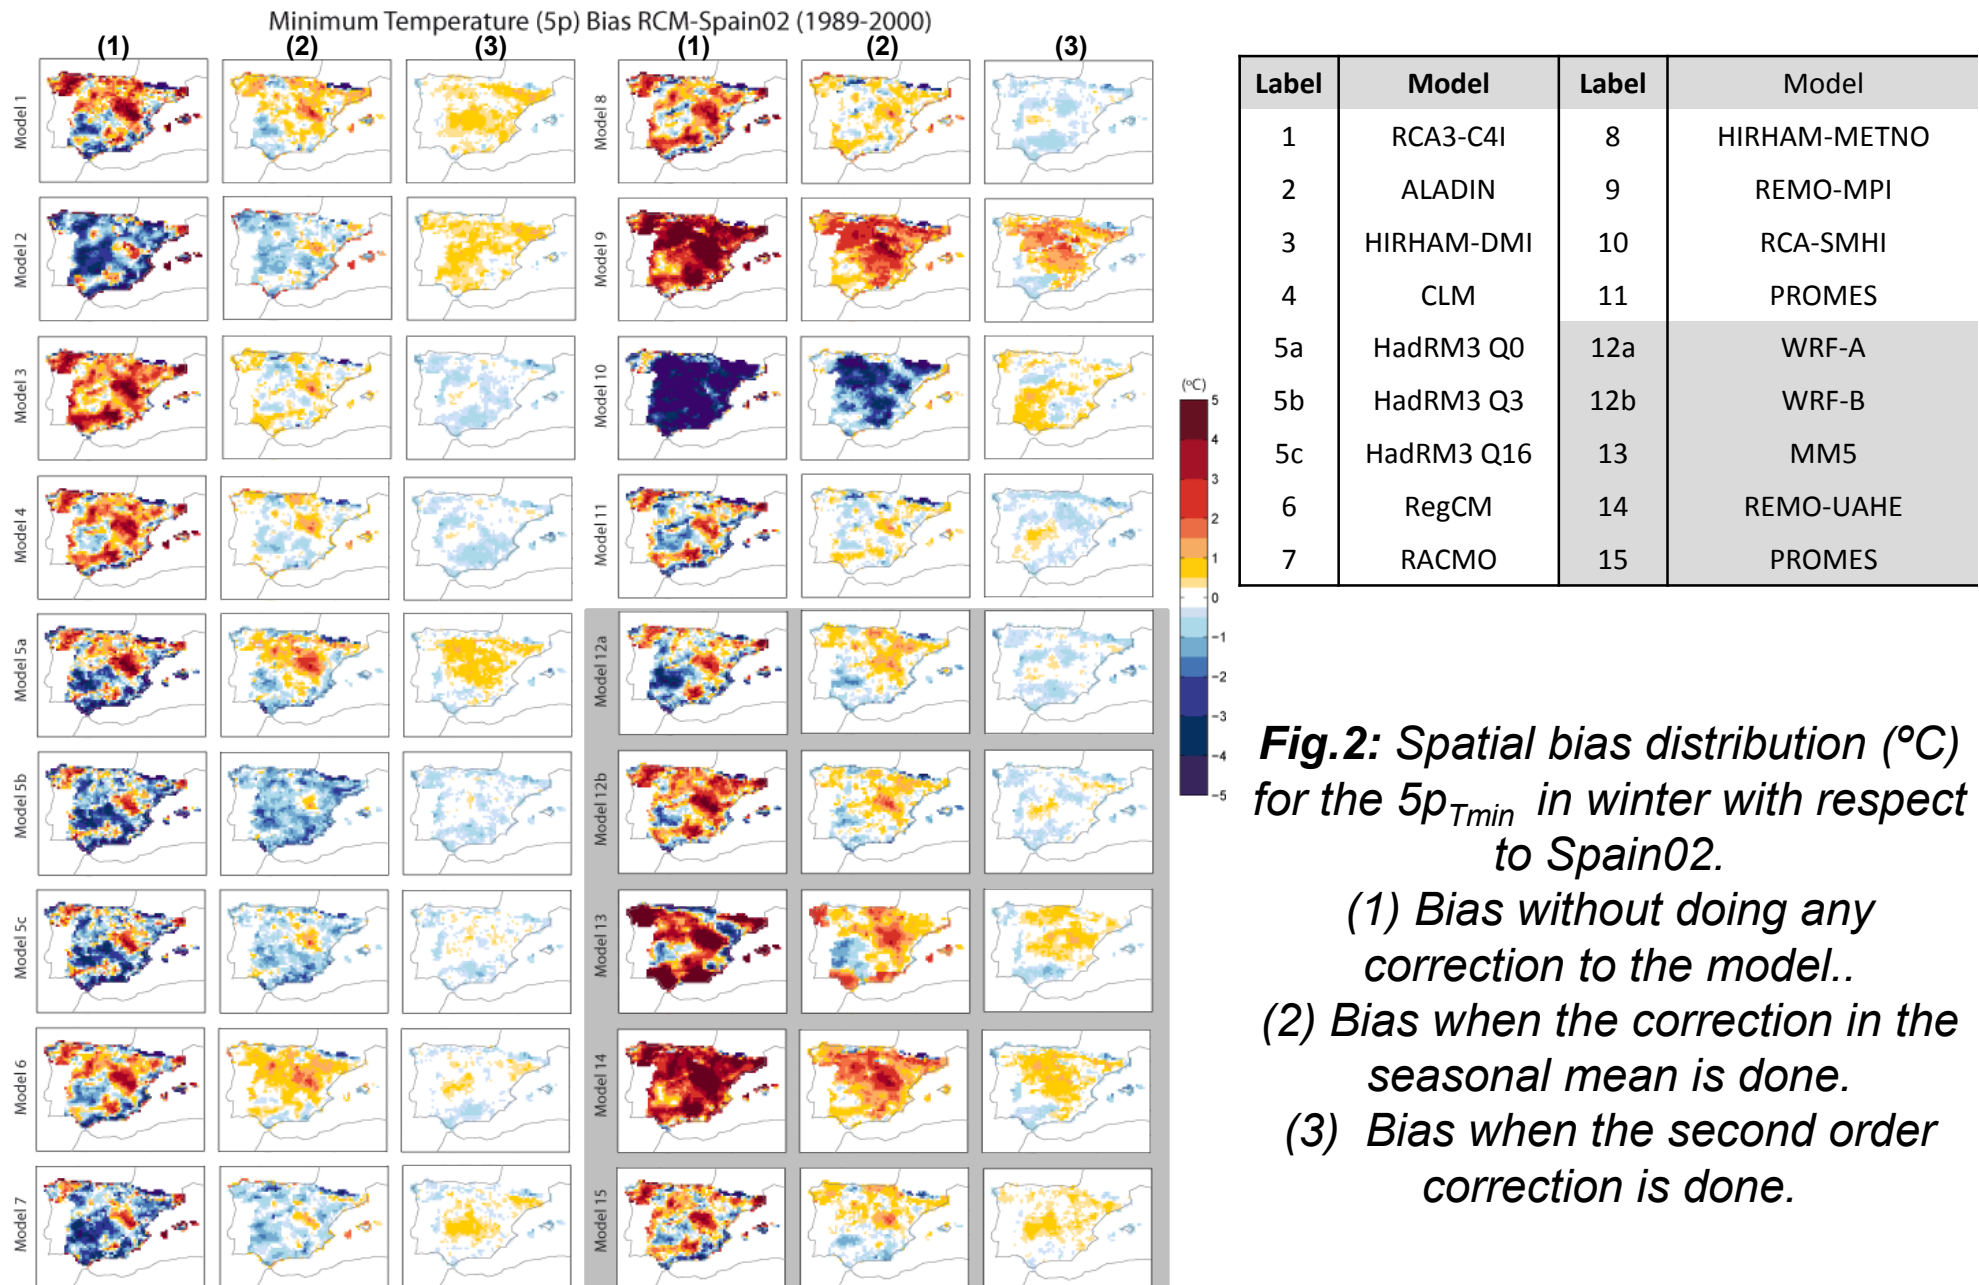 Minimum Temperature (5p) Bias RCM-Spain02 (1989-2000)
(1) (2) (3) (1) (2) (3)
Model 1
Model 2
Model 3
Model 4
Model 5a
Model 5b
Model 5c
Model 6
Model 7
Model 8
Model 9
Model 10
Model 11
Model 12a
Model 12b
Model 13
Model 14
Model 15
(ºC)
5
4
3
2
1
0
-1
-2
-3
-4
-5
Label Model Label Model
1 RCA3-C4I 8 HIRHAM-METNO
2 ALADIN 9 REMO-MPI
3 HIRHAM-DMI 10 RCA-SMHI
4 CLM 11 PROMES
5a HadRM3 Q0 12a WRF-A
5b HadRM3 Q3 12b WRF-B
5c HadRM3 Q16 13 MM5
6 RegCM 14 REMO-UAHE
7 RACMO 15 PROMES
Fig.2: Spatial bias distribution (ºC)
for the 5pTmin in winter with respect
to Spain02.
(1) Bias without doing any
correction to the model..
(2) Bias when the correction in the
seasonal mean is done.
(3) Bias when the second order
correction is done.